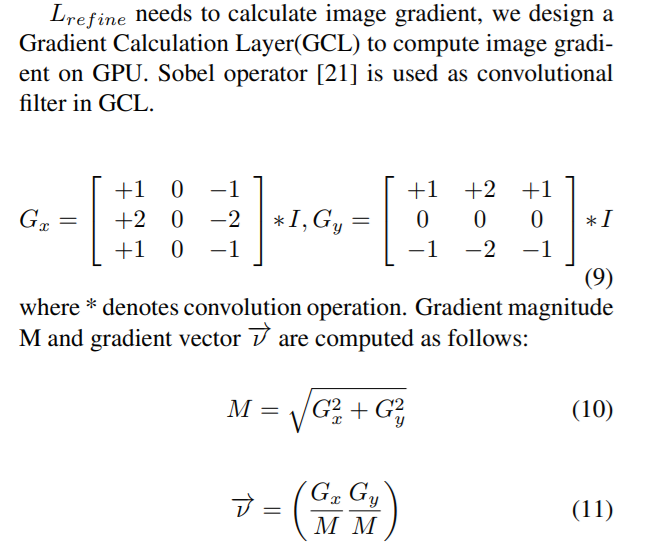 L_{refine} needs to calculate image gradient, we design a
Gradient Calculation Layer(GCL) to compute image gradi-
ent on GPU. Sobel operator [21] is used as convolutional
filter in GCL.
G_x = \begin{bmatrix} +1 & 0 & -1 \\ +2 & 0 & -2 \\ +1 & 0 & -1 \end{bmatrix} * I, G_y = \begin{bmatrix} +1 & +2 & +1 \\ 0 & 0 & 0 \\ -1 & -2 & -1 \end{bmatrix} * I
(9)
where * denotes convolution operation. Gradient magnitude
M and gradient vector \overrightarrow{\nu} are computed as follows:
M = \sqrt{G_x^2 + G_y^2} (10)
\overrightarrow{\nu} = \left( \frac{G_x}{M} \frac{G_y}{M} \right) (11)